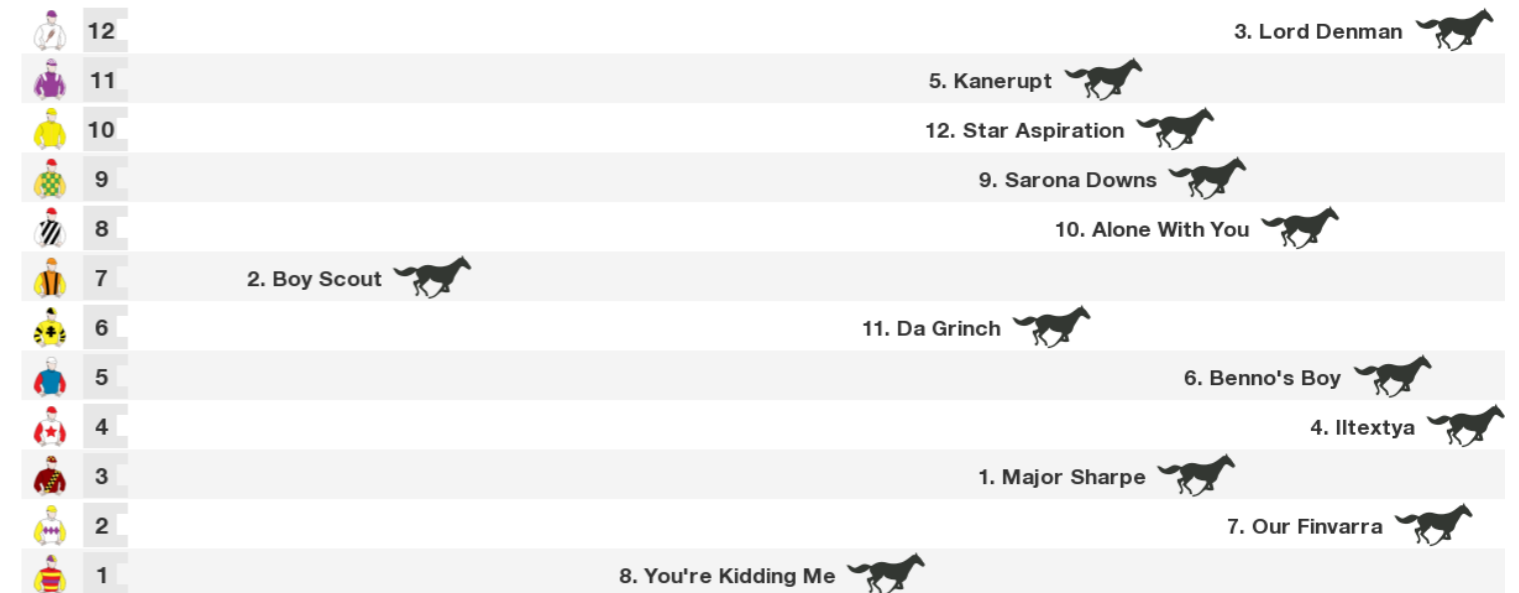 12 3. Lord Denman
11 5. Kanerupt
10 12. Star Aspiration
9 9. Sarona Downs
8 10. Alone With You
7 2. Boy Scout
6 11. Da Grinch
5 6. Benno's Boy
4 4. Iltextya
3 1. Major Sharpe
2 7. Our Finvarra
1 8. You're Kidding Me